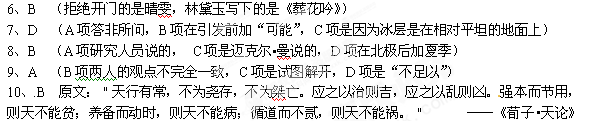 6、B （拒绝开门的是晴雯，林黛玉写下的是《葬花吟》）
7、D （A项答非所问，B项在引发前加“可能”，C项是因为冰层是在相对平坦的地面上）
8、B （A项研究人员说的， C项是迈克尔•曼说的，D项在北极后加夏季）
9、A （B项两人的观点不完全一致，C项是试图解开，D项是“不足以”）
10、.B 原文：＂天行有常，不为尧存，不为桀亡。应之以治则吉，应之以乱则凶。强本而节用，
则天不能贫；养备而动时，则天不能病；循道而不贰，则天不能祸。＂ ——《荀子•天论》